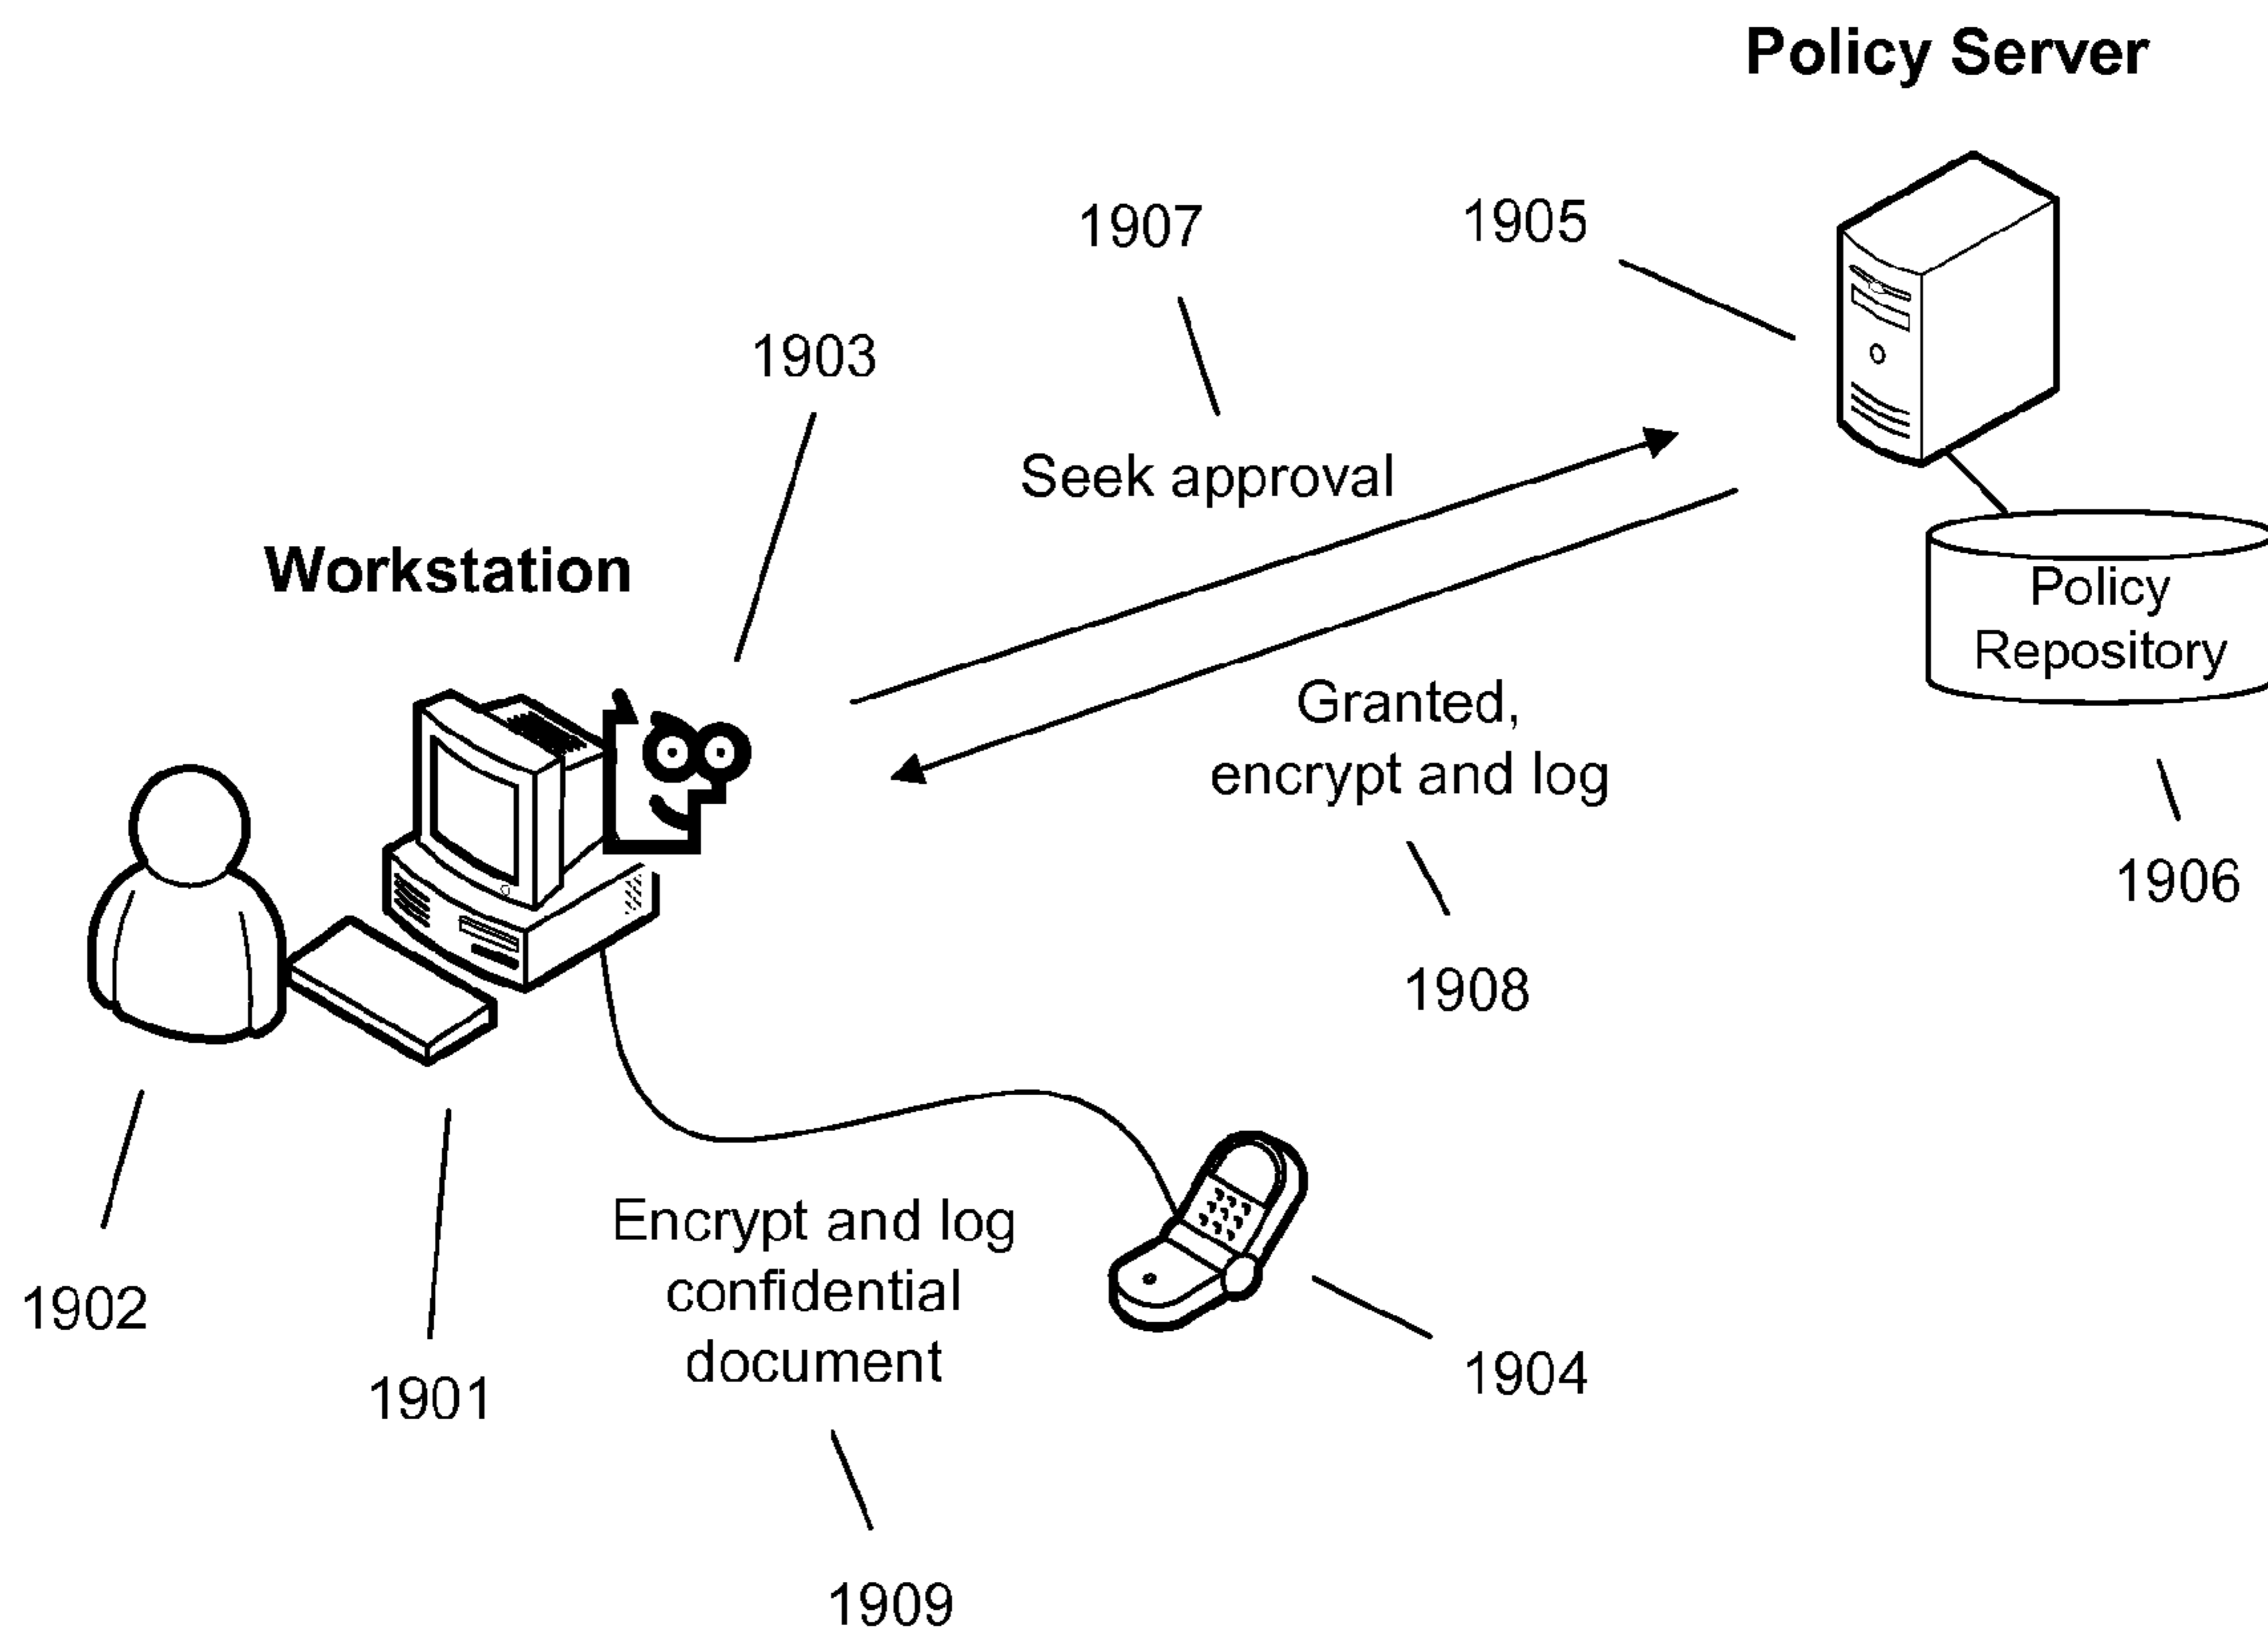 Policy Server
1907
1905
1903
Seek approval
Workstation
Policy
Repository
Granted,
encrypt and log
1906
1908
Encrypt and log
confidential
document
1902
1901
1904
1909